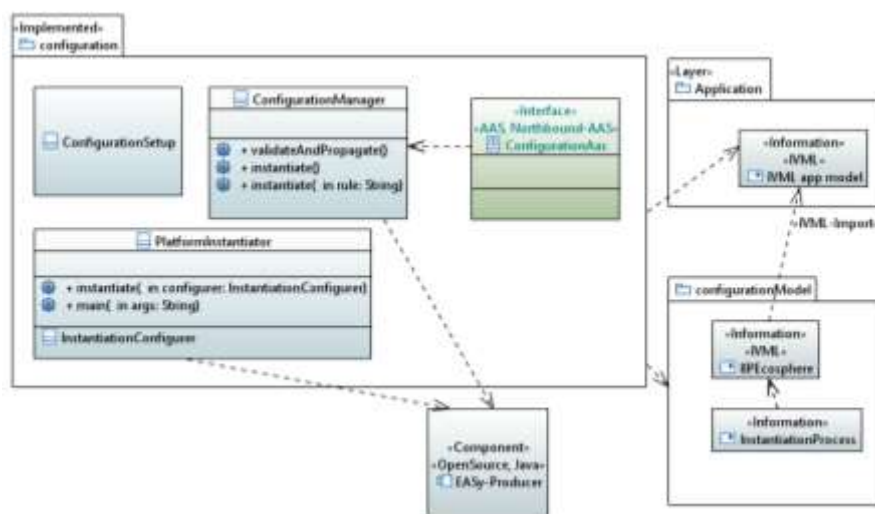 «Implemented»
configuration
ConfigurationSetup
ConfigurationManager
+ validateAndPropagate()
+ instantiate()
+ instantiate( in rule: String)
«Interface»
«AAS, Northbound-AAS»
ConfigurationAas
PlatformInstantiator
+ instantiate( in configurer: InstantiationConfigurer)
+ main( in args: String)
InstantiationConfigurer
«Component»
«OpenSource, Java»
EASy-Producer
«Layer»
Application
«Information»
«IVML»
IVML app model
«IVML-Import»
configurationModel
«Information»
«IVML»
IIPEcosphere
«Information»
InstantiationProcess